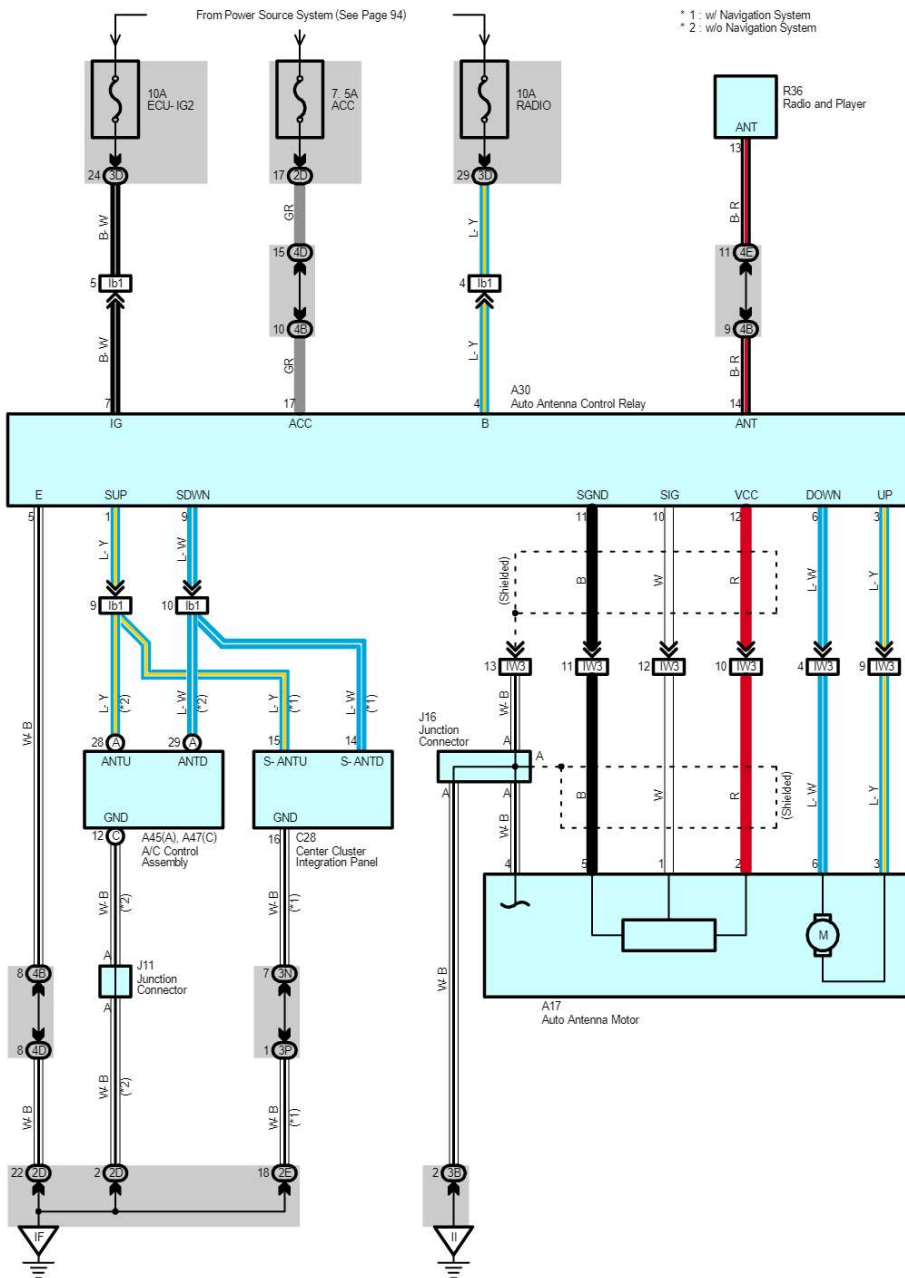 From Power Source System (See Page 94)
* 1 : w/ Navigation System
* 2 : w/o Navigation System
10A
ECU- IG2
7. 5A
ACC
10A
RADIO
R36
Radio and Player
ANT
13
24 3D
17 2D
29 3D
B- W
GR
L- Y
B- R
15 4D
11 4E
5 Ib1
4 Ib1
10 4B
9 4B
B- W
GR
L- Y
B- R
A30
Auto Antenna Control Relay
7
17
4
14
IG
ACC
B
ANT
E
SUP
SDWN
SGND
SIG
VCC
DOWN
UP
5
1
9
11
10
12
6
3
L- Y
L- W
(Shielded)
B
W
R
L- W
L- Y
9 Ib1
10 Ib1
13 IW3
11 IW3
12 IW3
10 IW3
4 IW3
9 IW3
W- B
L- Y
(*2)
L- W
(*2)
(*1)
L- W
(*1)
W- B
J16
Junction
Connector
28 A
29 A
15
14
A
A
ANTU
ANTD
S- ANTU
S- ANTD
A
A
GND
GND
W- B
B
W
R
(Shielded)
L- W
L- Y
12 C
A45(A), A47(C)
A/C Control
Assembly
16
C28
Center Cluster
Integration Panel
4
5
1
2
6
3
W- B
(*2)
W- B
(*1)
M
W- B
A
J11
Junction
Connector
A
8 4B
7 3N
A17
Auto Antenna Motor
8 4D
1 3P
W- B
W- B
(*2)
W- B
(*1)
22 2D
2 2D
18 2E
2 3B
IF
II